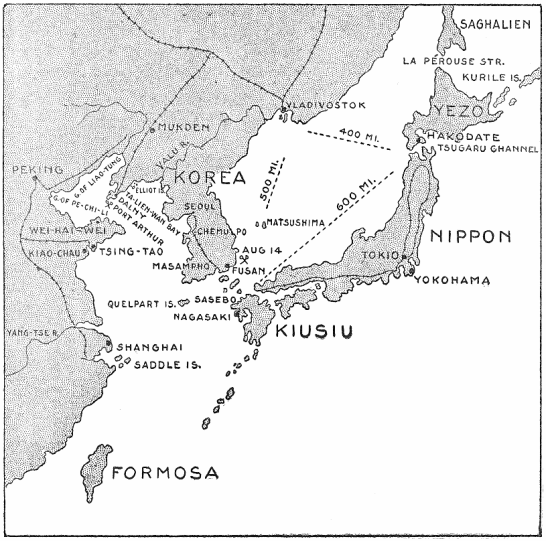 SAGHALIEN
LA PÉROUSE STR.
KURILE IS.
VLADIVOSTOK
YEZO
400 MI.
HAKODATE
TSUGARU CHANNEL
MUKDEN
YALU R.
PEKING
KOREA
500 MI.
600 MI.
G. OF LIAO-TUNG
ELLIOT IS.
TA-LIEN-WAN BAY
DALNY
PORT ARTHUR
G. OF PE-CHI-LI
SEOUL
MATSUSHIMA
WEI-HAI-WEI
CHEMULPO
NIPPON
KIAO-CHAU
TSING-TAO
AUG 14
TOKIO
MASAMPHO
FUSAN
YOKOHAMA
QUELPART IS.
SASEBO
NAGASAKI
KIUSIU
YANG-TSE R.
SHANGHAI
SADDLE IS.
FORMOSA